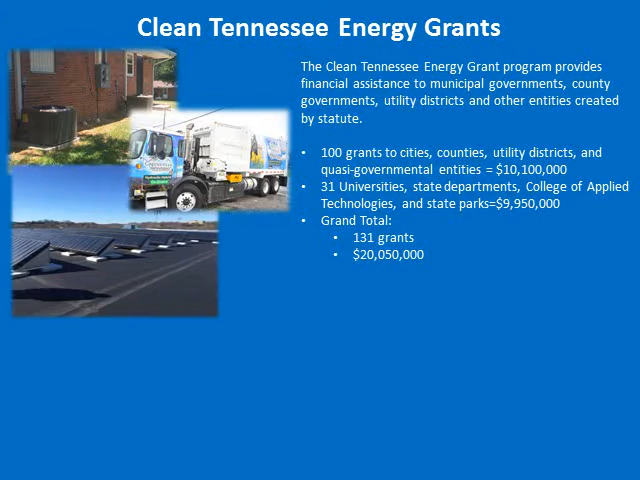 Clean Tennessee Energy Grants
The Clean Tennessee Energy Grant program provides
financial assistance to municipal governments, county
governments, utility districts and other entities created
by statute.
• 100 grants to cities, counties, utility districts, and
quasi-governmental entities = $10,100,000
• 31 Universities, state departments, College of Applied
Technologies, and state parks=$9,950,000
• Grand Total:
• 131 grants
• $20,050,000